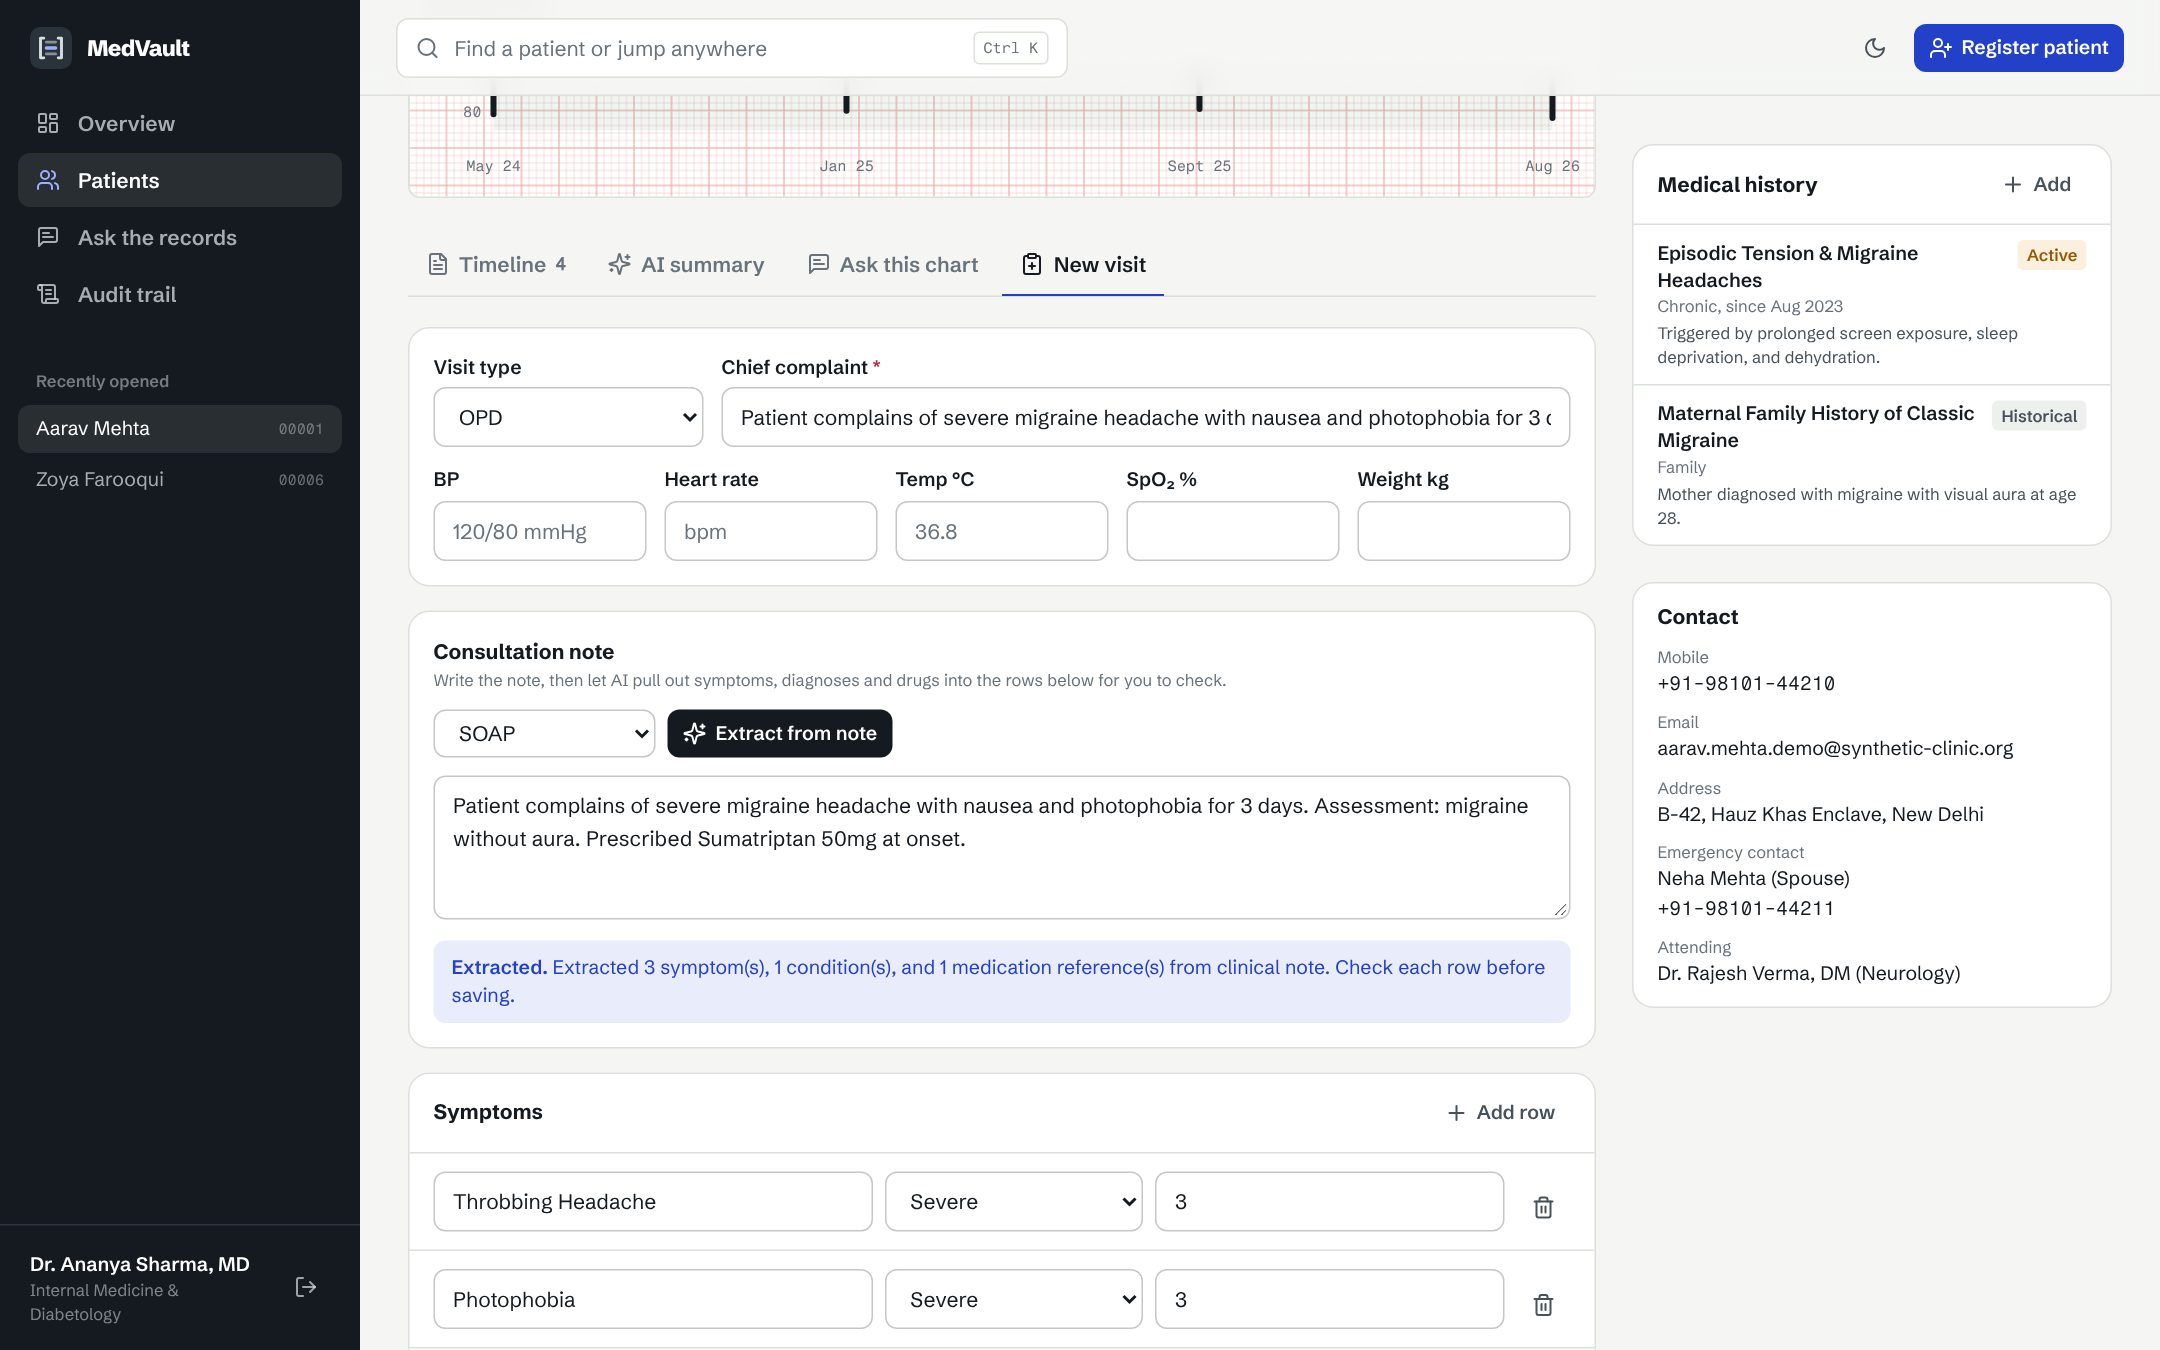 MedVault
Overview
Patients
Ask the records
Audit trail
Recently opened
Aarav Mehta 00001
Zoya Farooqui 00006
Dr. Ananya Sharma, MD
Internal Medicine &
Diabetology
Find a patient or jump anywhere Ctrl K
Register patient
80
May 24 Jan 25 Sept 25 Aug 26
Timeline 4 AI summary Ask this chart New visit
Visit type Chief complaint *
OPD Patient complains of severe migraine headache with nausea and photophobia for 3 d
BP Heart rate Temp °C SpO₂ % Weight kg
120/80 mmHg bpm 36.8
Consultation note
Write the note, then let AI pull out symptoms, diagnoses and drugs into the rows below for you to check.
SOAP Extract from note
Patient complains of severe migraine headache with nausea and photophobia for 3 days. Assessment: migraine
without aura. Prescribed Sumatriptan 50mg at onset.
Extracted. Extracted 3 symptom(s), 1 condition(s), and 1 medication reference(s) from clinical note. Check each row before
saving.
Symptoms Add row
Throbbing Headache Severe 3
Photophobia Severe 3
Medical history Add
Episodic Tension & Migraine
Headaches
Active
Chronic, since Aug 2023
Triggered by prolonged screen exposure, sleep
deprivation, and dehydration.
Maternal Family History of Classic
Migraine
Historical
Family
Mother diagnosed with migraine with visual aura at age
28.
Contact
Mobile
+91-98101-44210
Email
aarav.mehta.demo@synthetic-clinic.org
Address
B-42, Hauz Khas Enclave, New Delhi
Emergency contact
Neha Mehta (Spouse)
+91-98101-44211
Attending
Dr. Rajesh Verma, DM (Neurology)